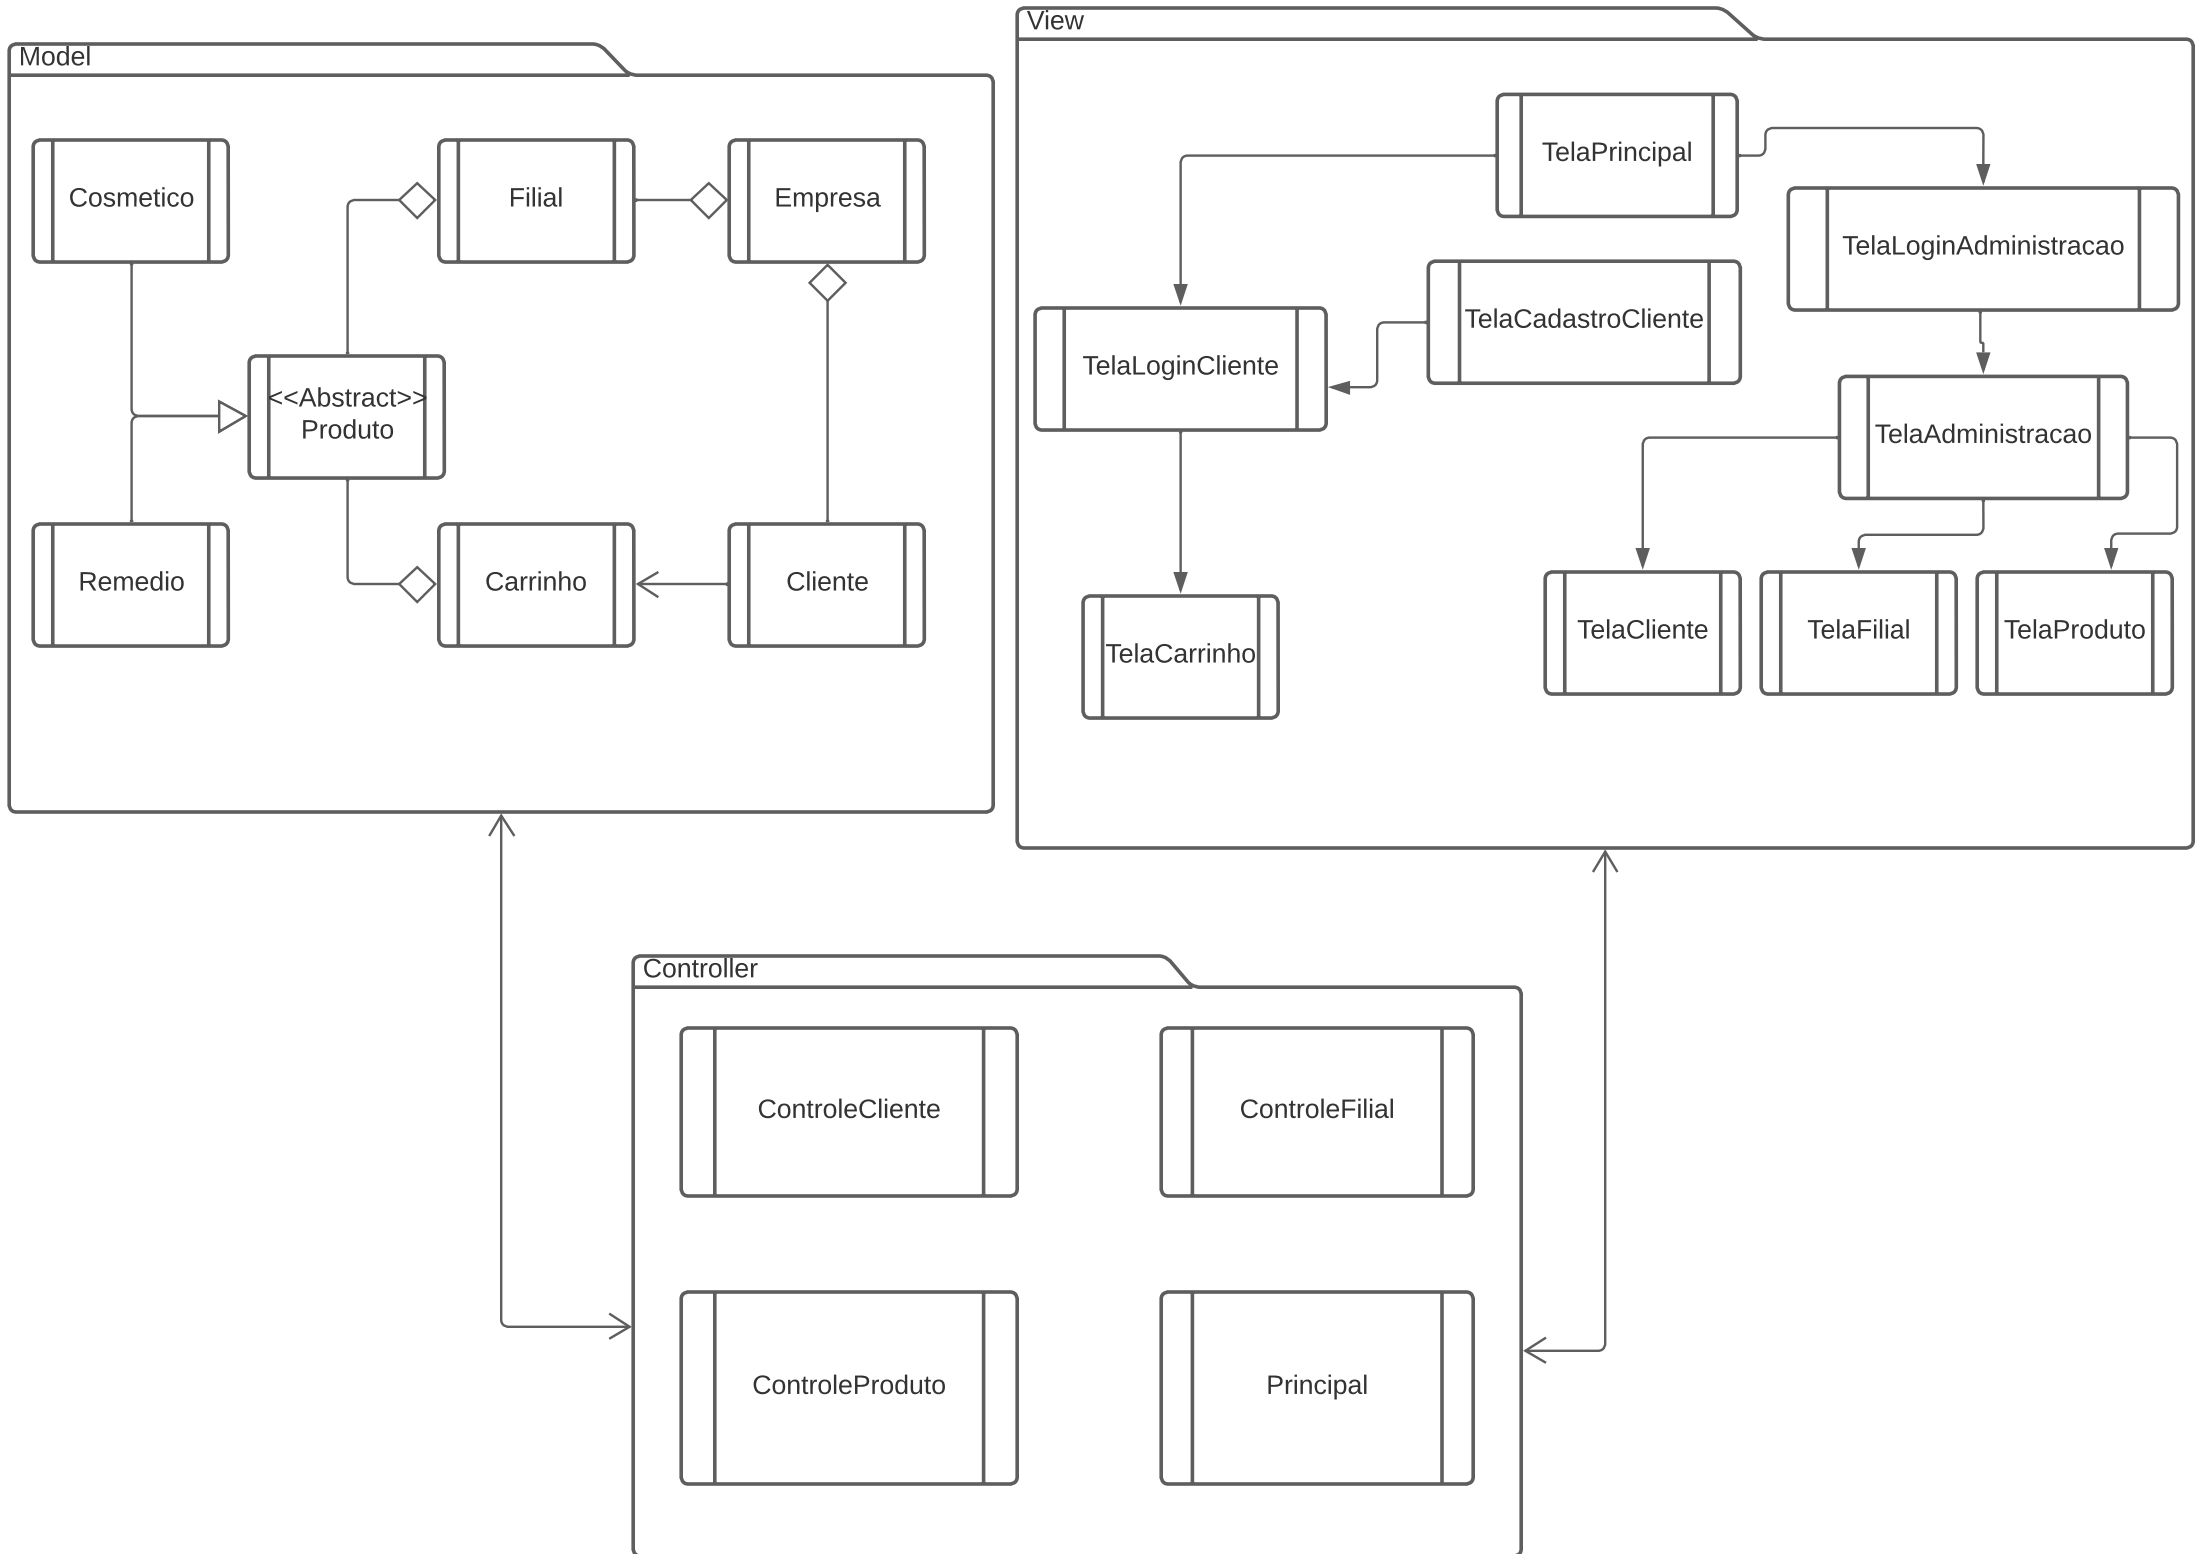 Model
Cosmetico
Filial
Empresa
<<Abstract>>
Produto
Remedio
Carrinho
Cliente
View
TelaPrincipal
TelaLoginAdministracao
TelaCadastroCliente
TelaLoginCliente
TelaAdministracao
TelaCliente
TelaFilial
TelaProduto
TelaCarrinho
Controller
ControleCliente
ControleFilial
ControleProduto
Principal